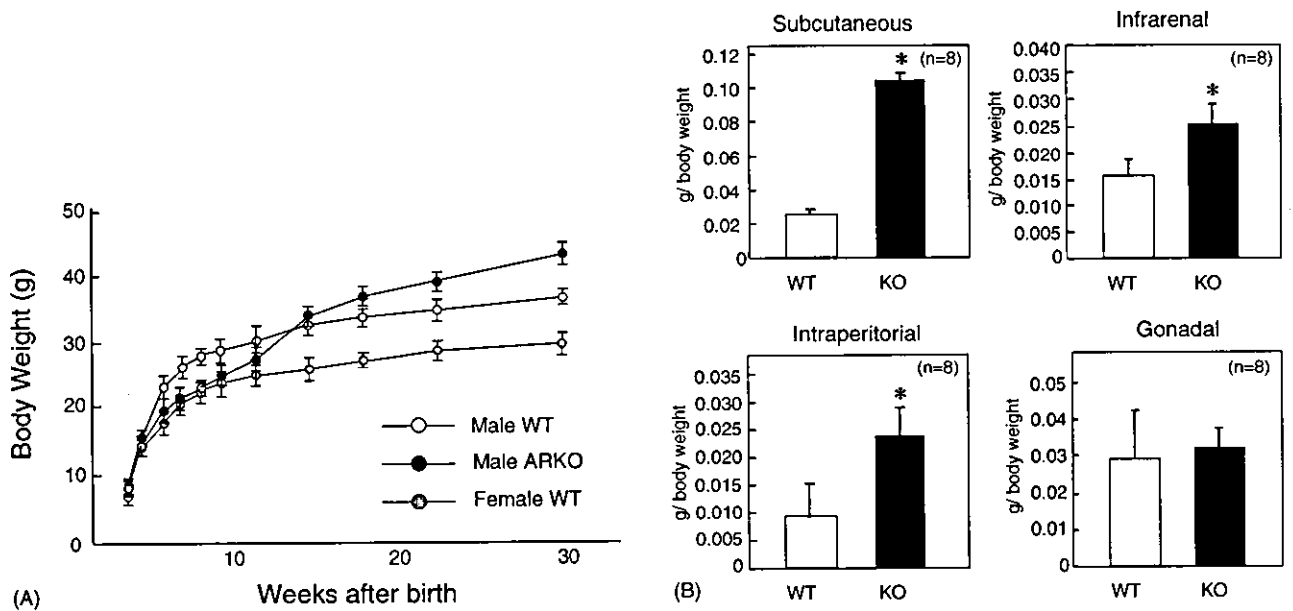 50
40
30
20
10
0
Body Weight (g)
10
20
30
Weeks after birth
Male WT
Male ARKO
Female WT
(A)
Subcutaneous
0.12
0.10
0.08
0.06
0.04
0.02
0
g/ body weight
*
(n=8)
WT
KO
Infrarenal
0.040
0.035
0.030
0.025
0.020
0.015
0.010
0.005
0
g/ body weight
*
(n=8)
WT
KO
Intraperitorial
0.035
0.030
0.025
0.020
0.015
0.010
0.005
0
g/ body weight
*
(n=8)
WT
KO
Gonadal
0.05
0.04
0.03
0.02
0.01
0
g/ body weight
(n=8)
WT
KO
(B)